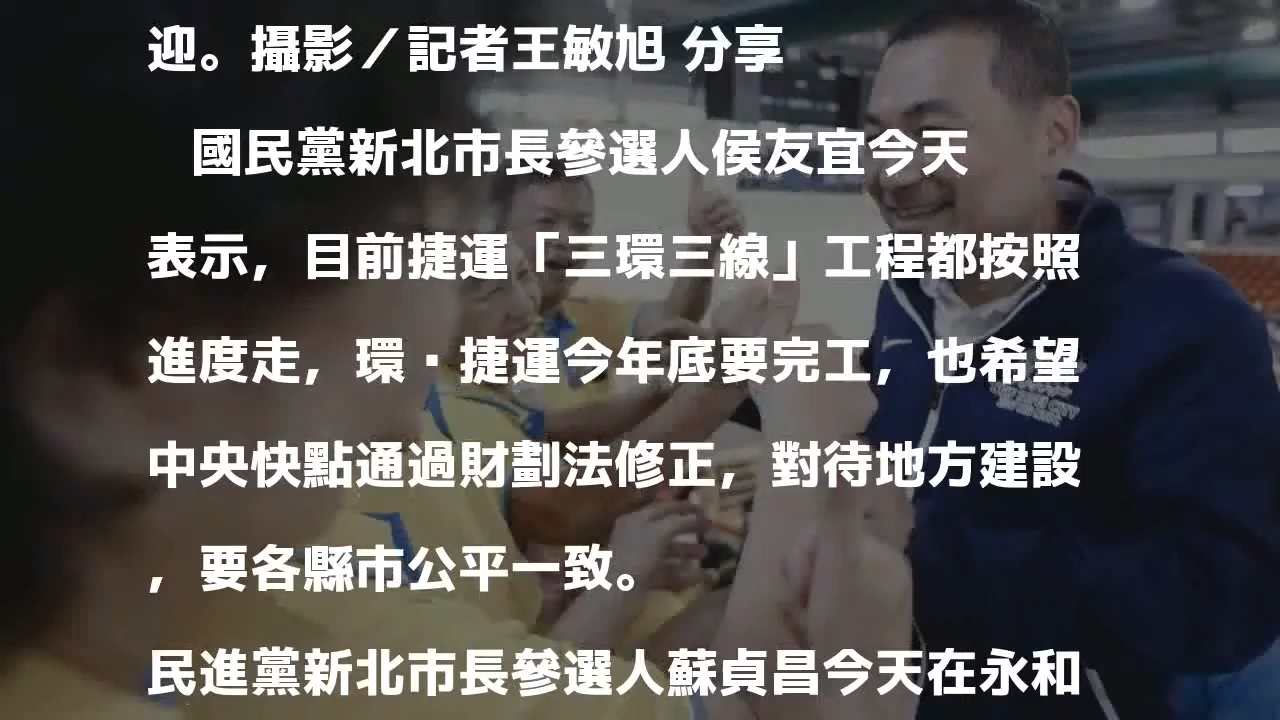 迎。攝影／記者王敏旭 分享
國民黨新北市長參選人侯友宜今天
表示，目前捷運「三環三線」工程都按照
進度走，環·捷運今年底要完工，也希望
中央快點通過財劃法修正，對待地方建設
，要各縣市公平一致。
民進黨新北市長參選人蘇貞昌今天在永和